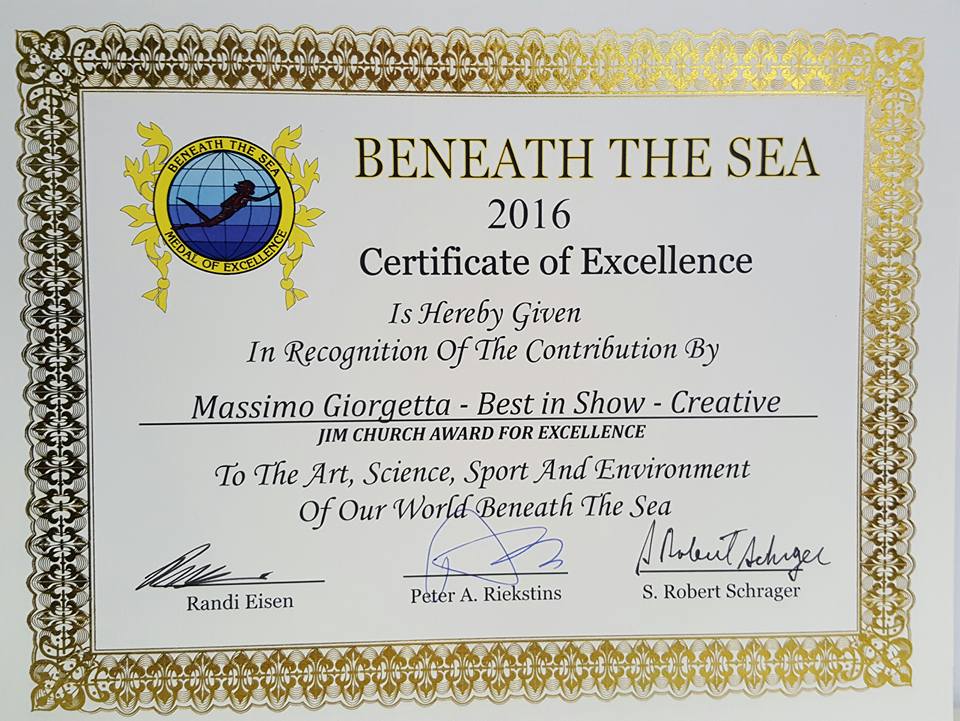 BENEATH THE SEA
MEDAL OF EXCELLENCE
BENEATH THE SEA
2016
Certificate of Excellence
Is Hereby Given
In Recognition Of The Contribution By
Massimo Giorgetta - Best in Show - Creative
JIM CHURCH AWARD FOR EXCELLENCE
To The Art, Science, Sport And Environment
Of Our World Beneath The Sea
S Robert Schrager
Randi Eisen
Peter A. Riekstins
S. Robert Schrager